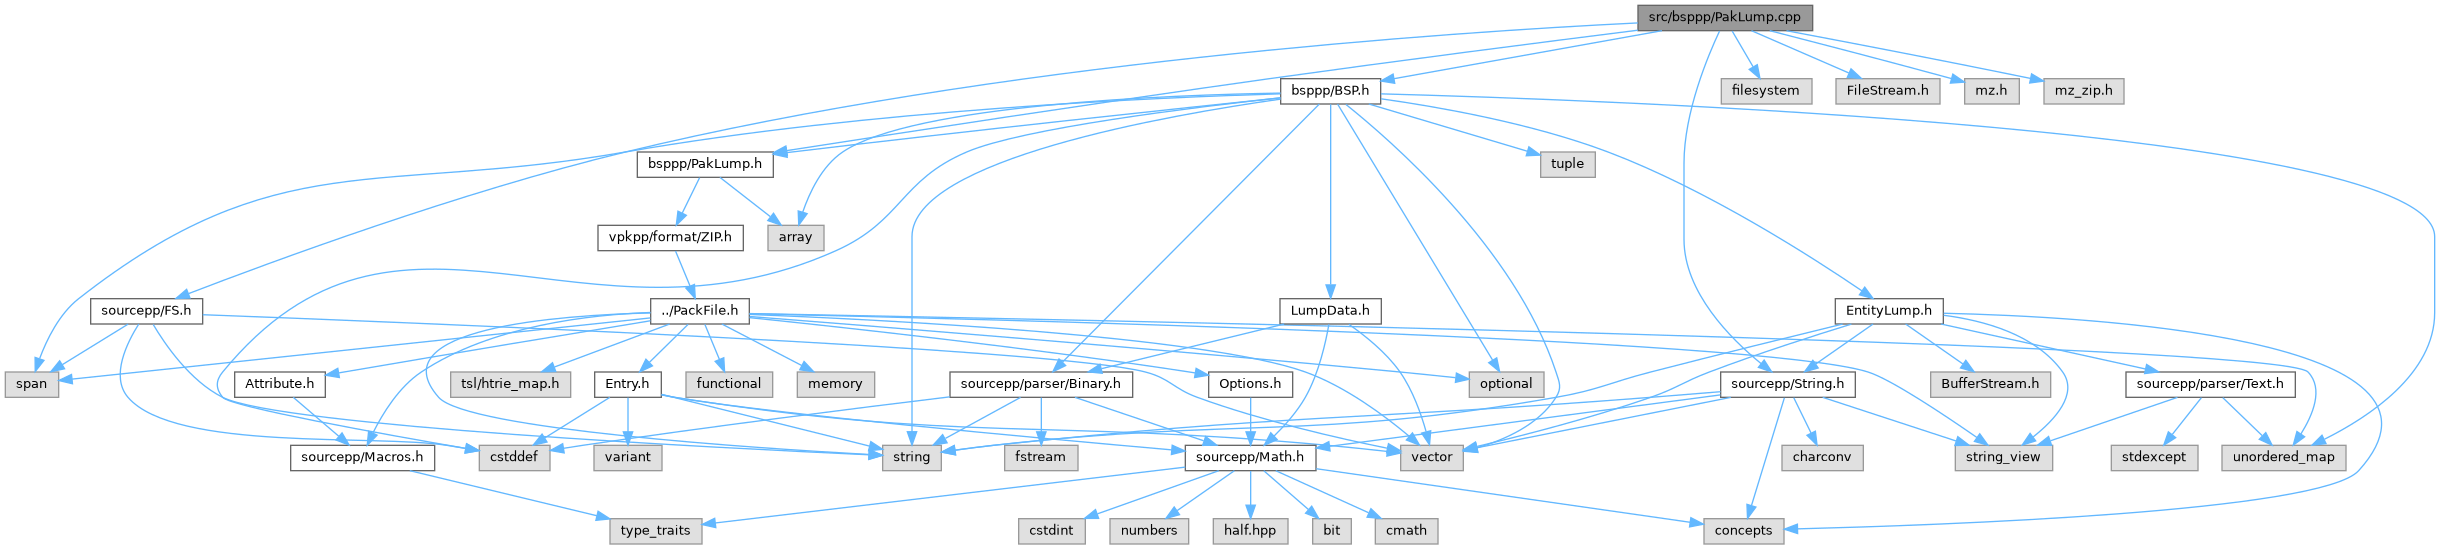 src/bsppp/PakLump.cpp
bsppp/BSP.h
filesystem
FileStream.h
mz.h
mz_zip.h
bsppp/PakLump.h
tuple
vpkpp/format/ZIP.h
array
sourcepp/FS.h
../PackFile.h
LumpData.h
EntityLump.h
span
Attribute.h
tsl/htrie_map.h
Entry.h
functional
memory
sourcepp/parser/Binary.h
Options.h
optional
sourcepp/String.h
BufferStream.h
sourcepp/parser/Text.h
sourcepp/Macros.h
cstddef
variant
string
fstream
sourcepp/Math.h
vector
charconv
string_view
stdexcept
unordered_map
type_traits
cstdint
numbers
half.hpp
bit
cmath
concepts